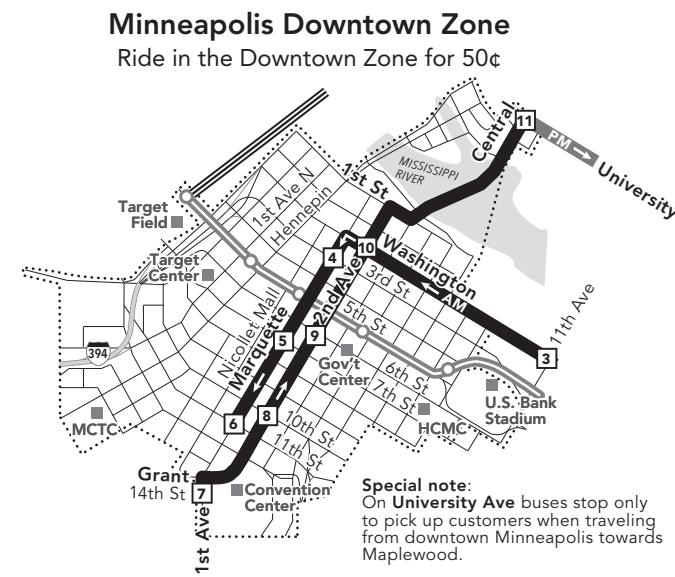 Minneapolis Downtown Zone
Ride in the Downtown Zone for 50¢
Central
11
PM →
University
MISSISSIPPI
RIVER
1st St
1st Ave N
Hennepin
Target
Field
Target
Center
4
10
Washington
3rd St
← AM
11th Ave
3
2nd Ave
5th St
Nicollet Mall
Marquette
5
9
394
Gov't
Center
6th St
7th St
U.S. Bank
Stadium
MCTC
6
8
HCMC
10th St
11th St
Grant
14th St
7
Convention
Center
1st Ave
Special note:
On University Ave buses stop only
to pick up customers when traveling
from downtown Minneapolis towards
Maplewood.